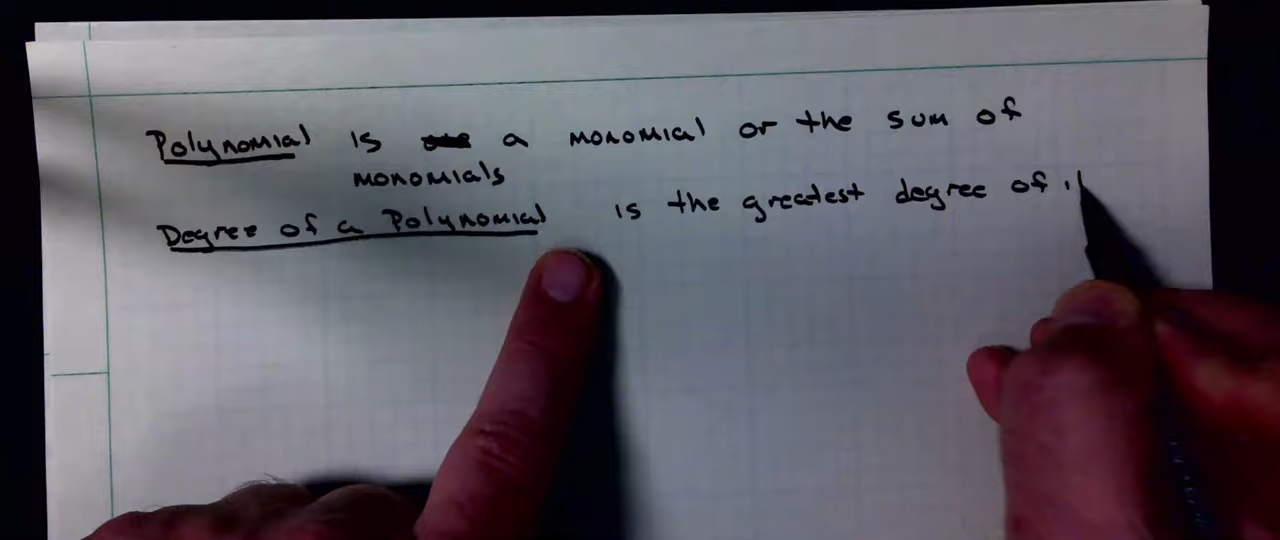 Polynomial is a monomial or the sum of
monomials
Degree of a Polynomial is the greatest degree of